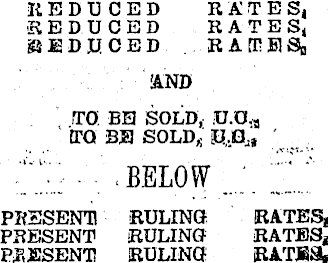 REDUCED RATES,
REDUCED RATES,
REDUCED RATES,
AND
TO BE SOLD, U.C.,
TO BE SOLD, U.C.,
BELOW
PRESENT RULING RATES,
PRESENT RULING RATES,
PRESENT RULING RATES,